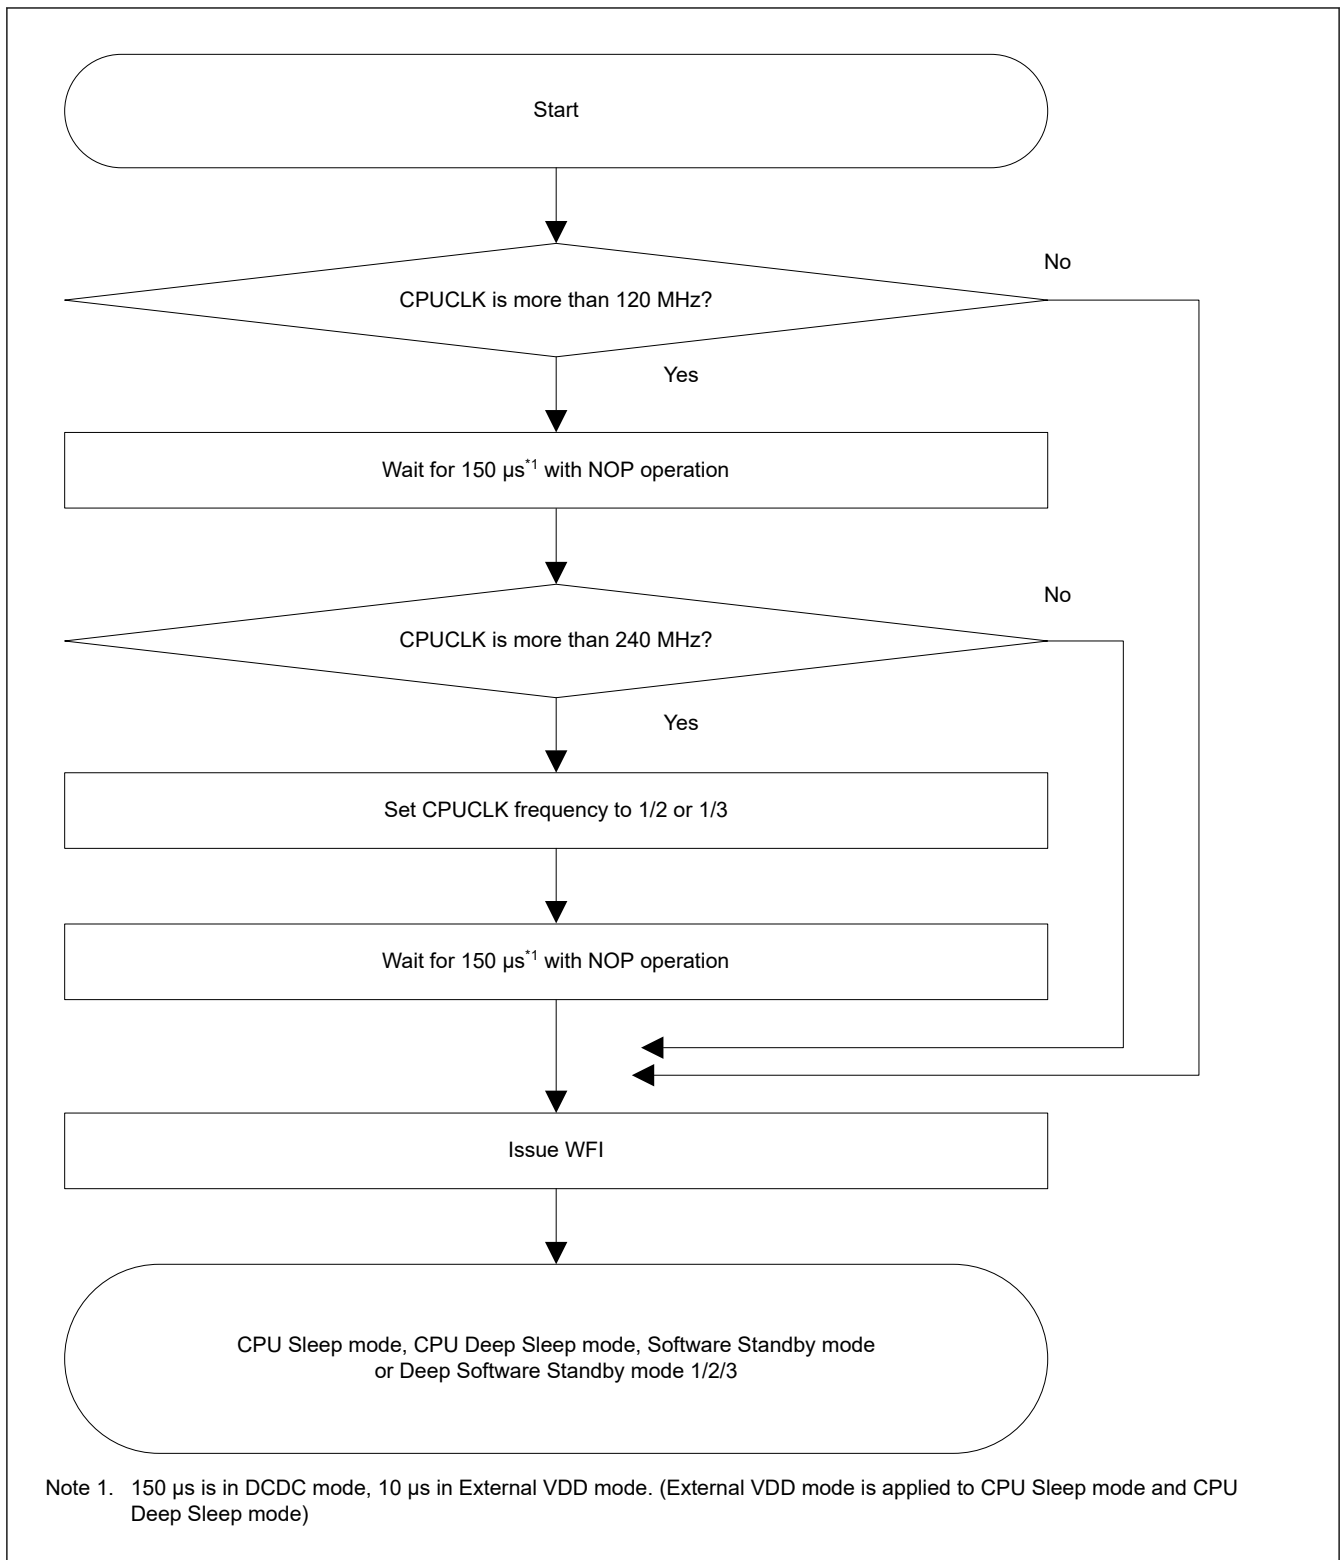 Start
CPUCLK is more than 120 MHz?
No
Yes
Wait for 150 µs*1 with NOP operation
CPUCLK is more than 240 MHz?
No
Yes
Set CPUCLK frequency to 1/2 or 1/3
Wait for 150 µs*1 with NOP operation
Issue WFI
CPU Sleep mode, CPU Deep Sleep mode, Software Standby mode
or Deep Software Standby mode 1/2/3
Note 1. 150 µs is in DCDC mode, 10 µs in External VDD mode. (External VDD mode is applied to CPU Sleep mode and CPU
Deep Sleep mode)